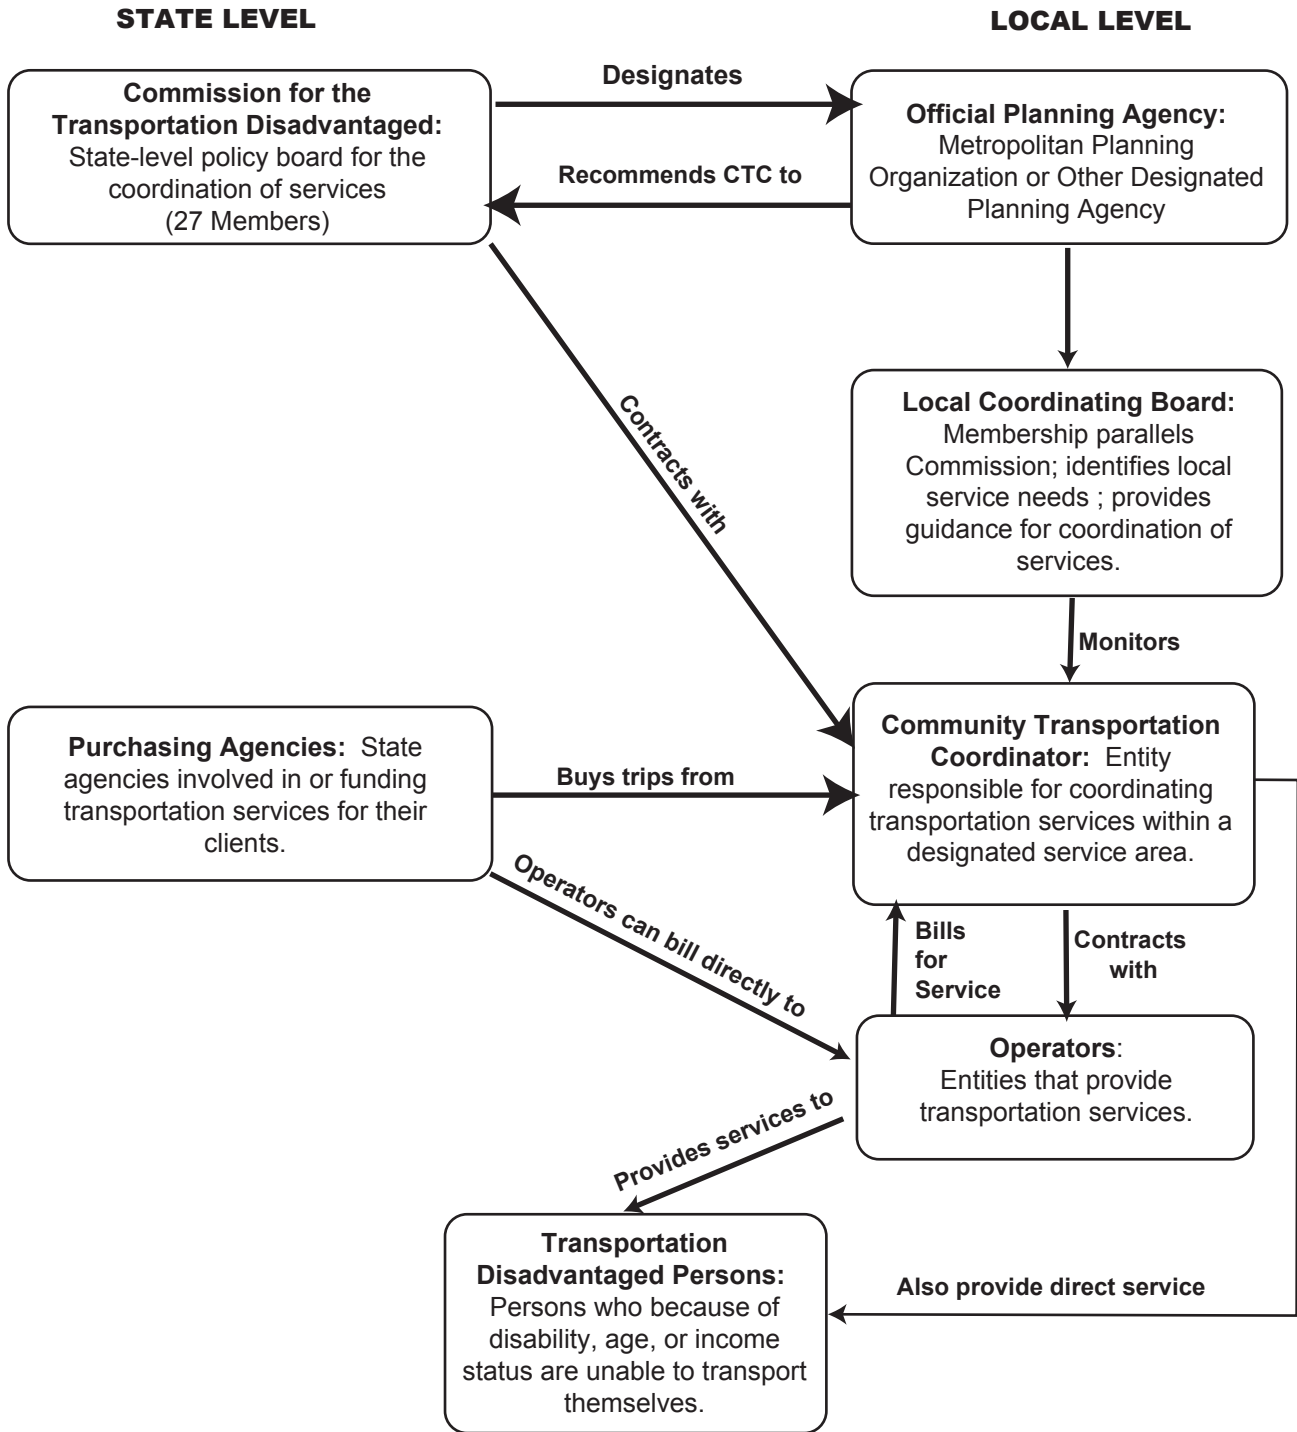 STATE LEVEL
LOCAL LEVEL
Commission for the
Transportation Disadvantaged:
State-level policy board for the
coordination of services
(27 Members)
Designates
Recommends CTC to
Official Planning Agency:
Metropolitan Planning
Organization or Other Designated
Planning Agency
Contracts with
Local Coordinating Board:
Membership parallels
Commission; identifies local
service needs ; provides
guidance for coordination of
services.
Monitors
Purchasing Agencies: State
agencies involved in or funding
transportation services for their
clients.
Buys trips from
Community Transportation
Coordinator: Entity
responsible for coordinating
transportation services within a
designated service area.
Operators can bill directly to
Bills
for
Service
Contracts
with
Operators:
Entities that provide
transportation services.
Provides services to
Transportation
Disadvantaged Persons:
Persons who because of
disability, age, or income
status are unable to transport
themselves.
Also provide direct service